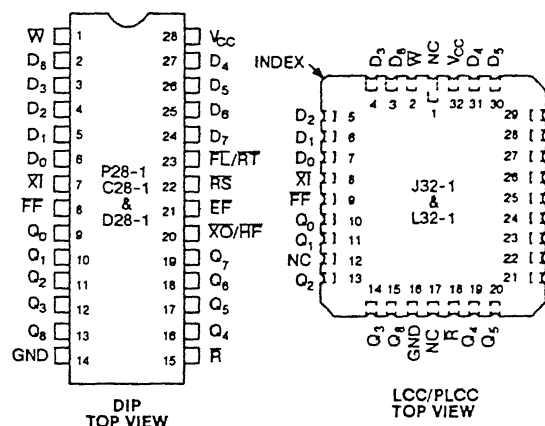 W̅ 1 28 VCC
D8 2 27 D4
D3 3 26 D5
D2 4 25 D6
D1 5 24 D7
D0 6 23 F̅L̅/R̅T̅
X̅I̅ 7 22 R̅S̅
F̅F̅ 8 21 E̅F̅
Q0 9 20 X̅O̅/H̅F̅
Q1 10 19 Q7
Q2 11 18 Q6
Q3 12 17 Q5
Q8 13 16 Q4
GND 14 15 R̅
P28-1
C28-1
&
D28-1
DIP
TOP VIEW
INDEX
D3 D8 W̅ NC VCC D4 D5
4 3 2 1 32 31 30
D2 5 29
D1 6 28
D0 7 27
X̅I̅ 8 26
F̅F̅ 9 25
Q0 10 24
Q1 11 23
NC 12 22
Q2 13 21
J32-1
&
L32-1
14 15 16 17 18 19 20
Q3 Q8 GND NC R̅ Q4 Q5
LCC/PLCC
TOP VIEW